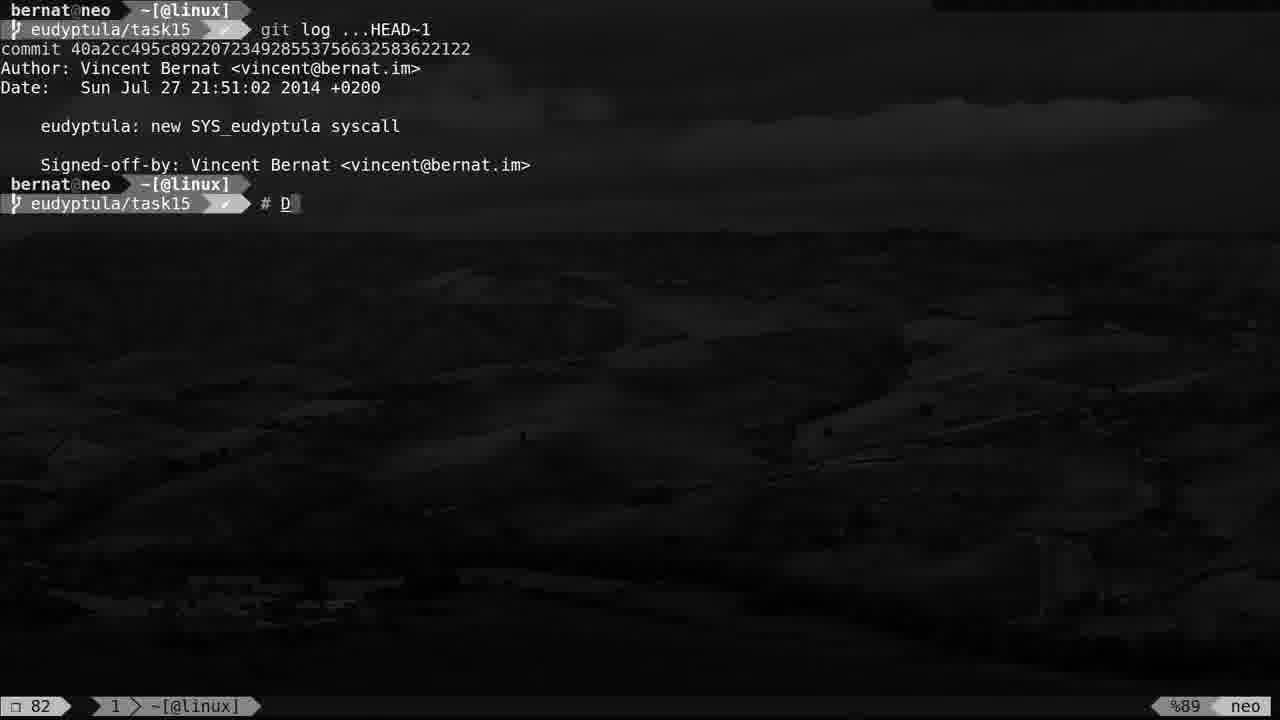 bernat@neo ~[@linux]
eudyptula/task15 ✔ git log ...HEAD~1
commit 40a2cc495c89220723492855375663258362​2122
Author: Vincent Bernat <vincent@bernat.im>
Date:   Sun Jul 27 21:51:02 2014 +0200
eudyptula: new SYS_eudyptula syscall
Signed-off-by: Vincent Bernat <vincent@bernat.im>
bernat@neo ~[@linux]
eudyptula/task15 ✔ # D
❐ 82 1 ~[@linux] %89 neo